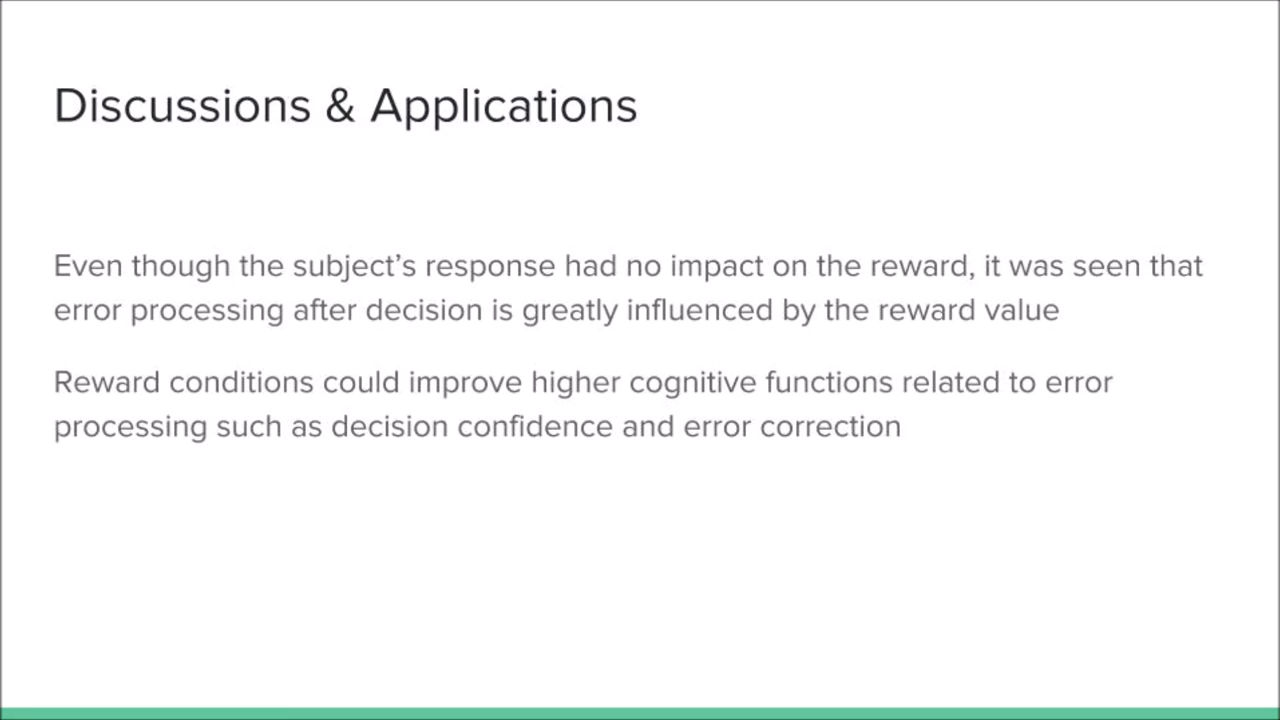 Discussions & Applications
Even though the subject’s response had no impact on the reward, it was seen that
error processing after decision is greatly influenced by the reward value
Reward conditions could improve higher cognitive functions related to error
processing such as decision confidence and error correction